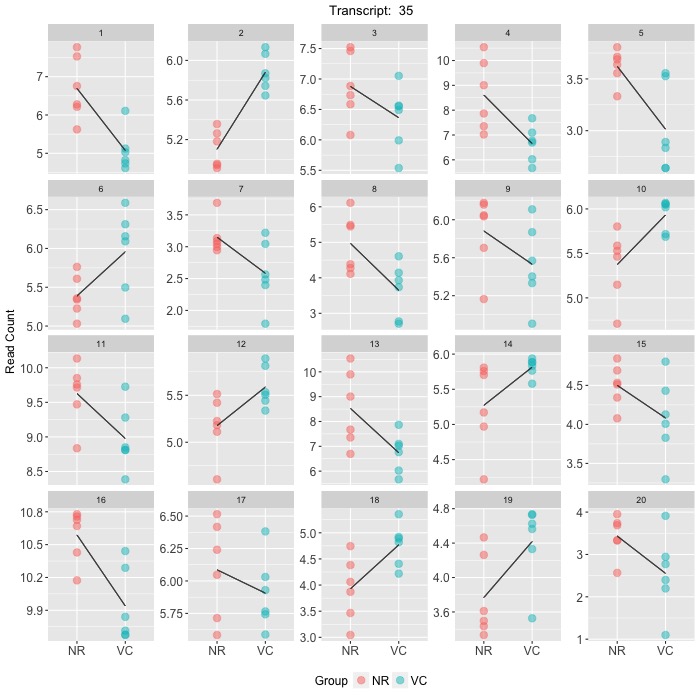 Transcript: 35
1 2 3 4 5
7 6 5
6.0 5.6 5.2
7.5 7.0 6.5 6.0 5.5
10 9 8 7 6
3.5 3.0
6 7 8 9 10
6.5 6.0 5.5 5.0
3.5 3.0 2.5 2.0
6 5 4 3
6.0 5.6 5.2
6.0 5.5 5.0
Read Count
11 12 13 14 15
10.0 9.5 9.0 8.5
5.5 5.0
10 9 8 7 6
6.0 5.5 5.0 4.5
4.5 4.0 3.5
16 17 18 19 20
10.8 10.5 10.2 9.9
6.50 6.25 6.00 5.75
5.0 4.5 4.0 3.5 3.0
4.8 4.4 4.0 3.6
4 3 2 1
NR VC NR VC NR VC NR VC NR VC
Group NR VC